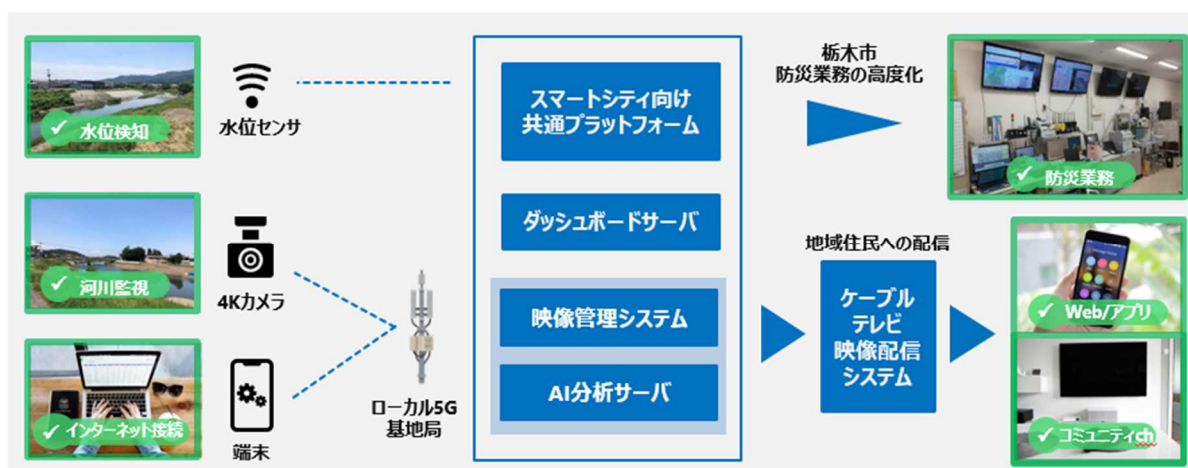 ✓ 水位検知
水位センサ
✓ 河川監視
4Kカメラ
✓ インターネット接続
端末
ローカル5G
基地局
スマートシティ向け
共通プラットフォーム
ダッシュボードサーバ
映像管理システム
AI分析サーバ
栃木市
防災業務の高度化
✓ 防災業務
地域住民への配信
ケーブル
テレビ
映像配信
システム
✓ Web/アプリ
✓ コミュニティch